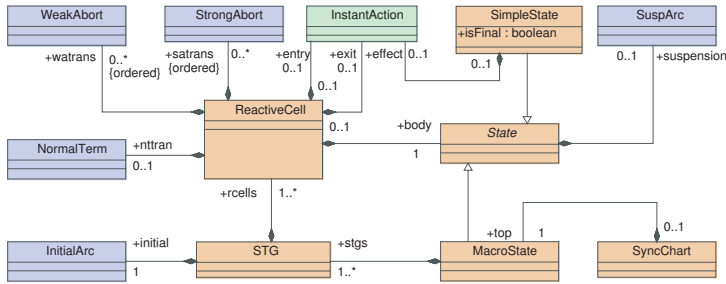 WeakAbort
StrongAbort
InstantAction
SimpleState
SuspArc
+isFinal : boolean
+watrans
0..*
{ordered}
+satrans
0..*
{ordered}
+entry
0..1
+exit
0..1
+effect
0..1
0..1
0..1
+suspension
0..1
0..1
ReactiveCell
NormalTerm
+nttran
0..1
+body
1
State
+rcells
1..*
InitialArc
+initial
1
STG
+stgs
1..*
MacroState
+top
1
0..1
SyncChart